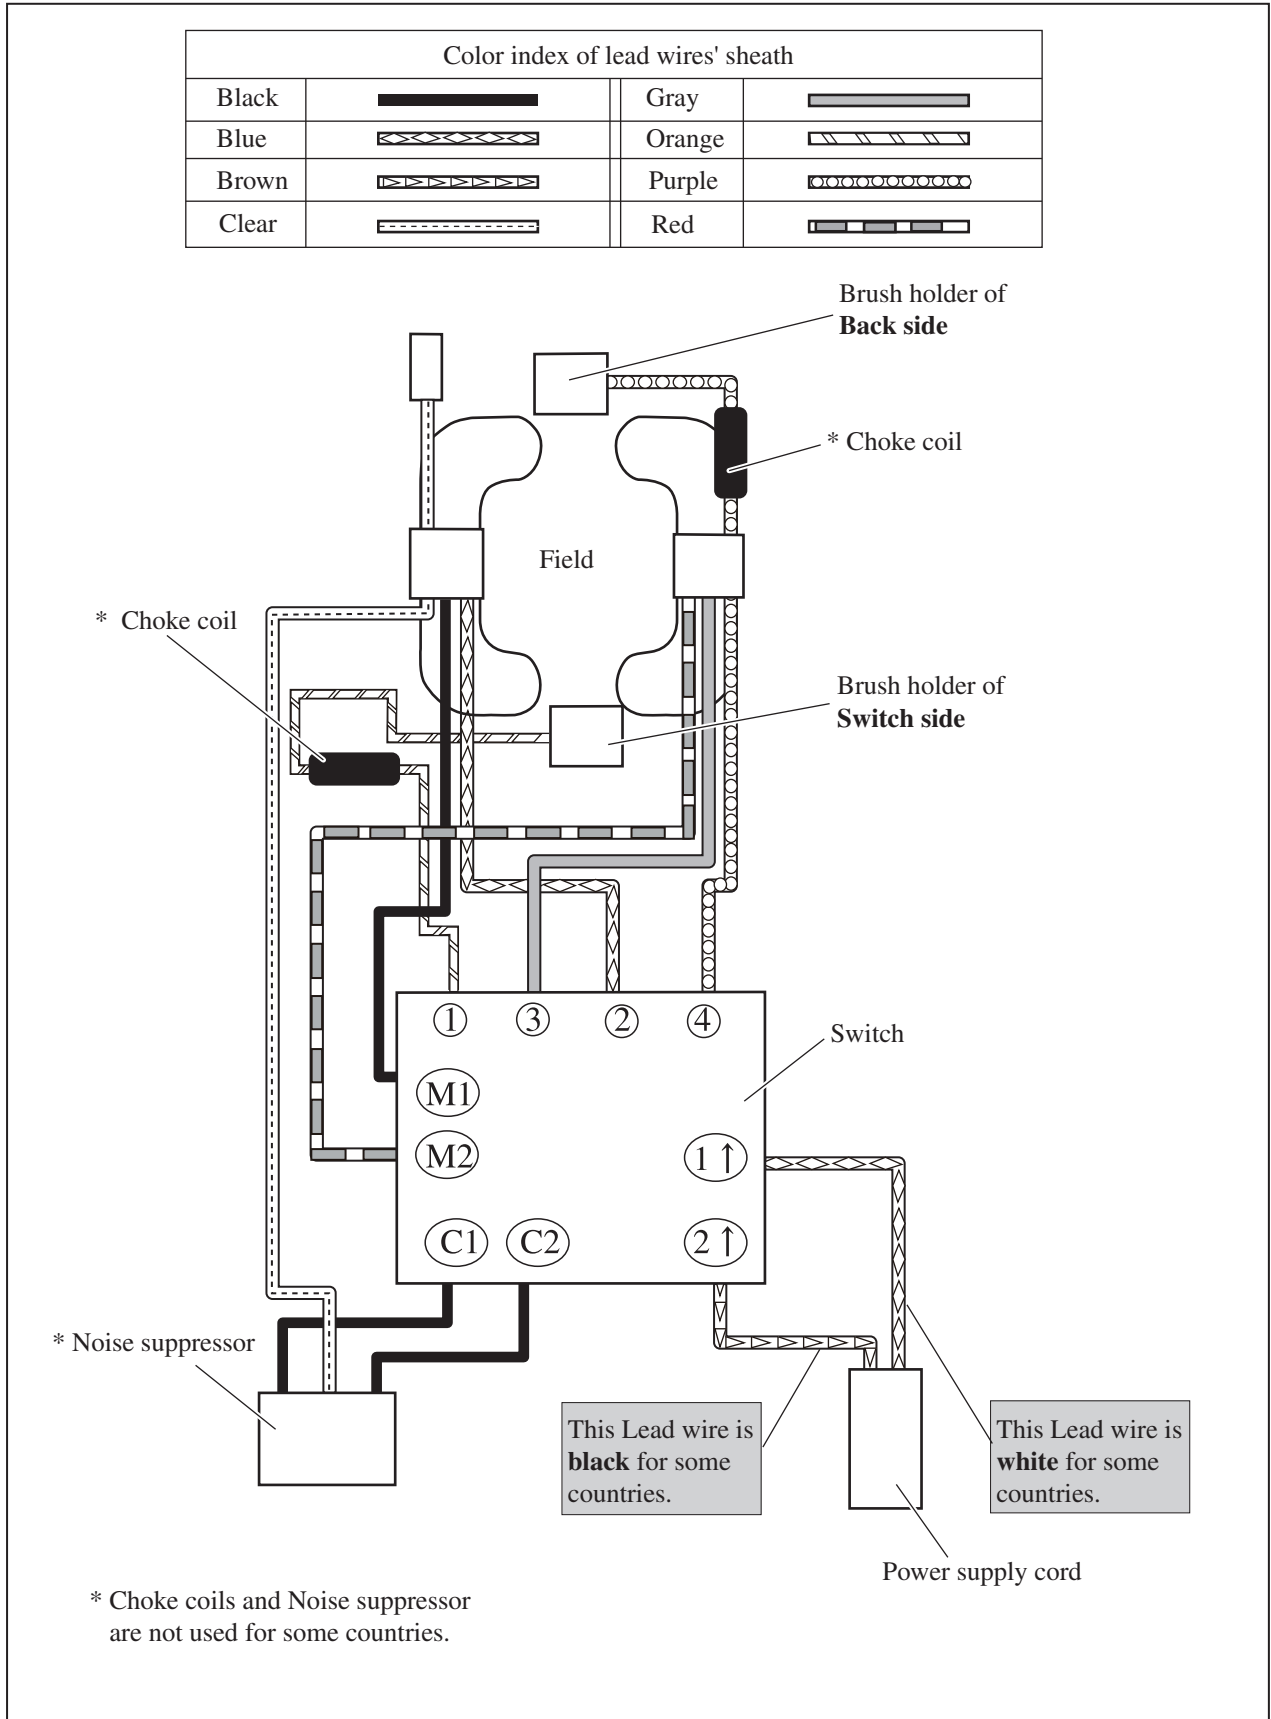 Color index of lead wires' sheath
Black
Gray
Blue
Orange
Brown
Purple
Clear
Red
Brush holder of
Back side
* Choke coil
Field
* Choke coil
Brush holder of
Switch side
1 3 2 4
Switch
M1
M2
1 ↑
C1 C2 2 ↑
* Noise suppressor
This Lead wire is
black for some
countries.
This Lead wire is
white for some
countries.
Power supply cord
* Choke coils and Noise suppressor
are not used for some countries.